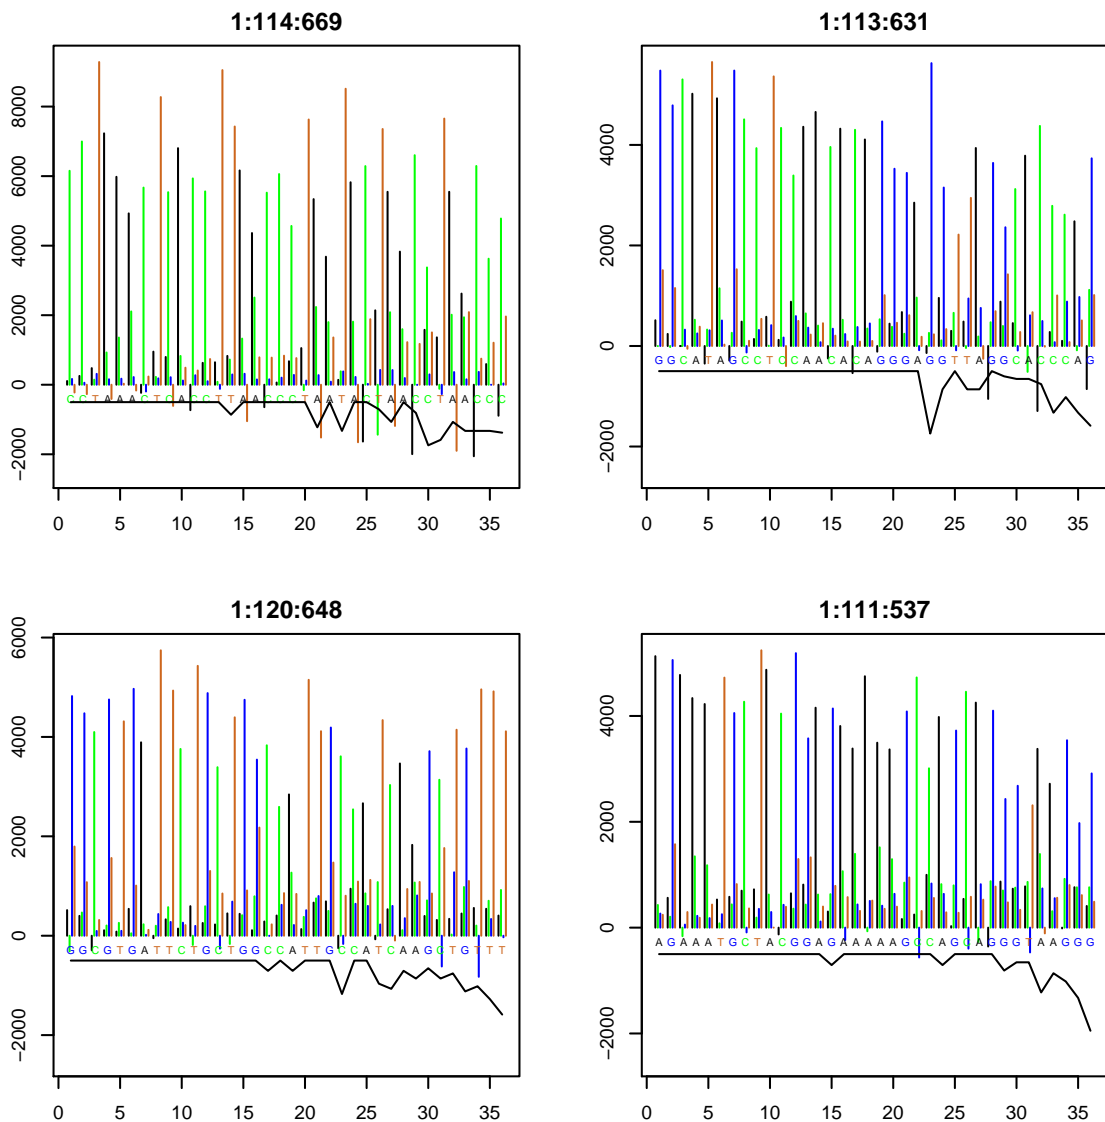 1:114:669
8000
6000
4000
2000
0
−2000
CCTAAACTCACCTTAACCCTAATACTAACCTAACCC
0 5 10 15 20 25 30 35
1:113:631
4000
2000
0
−2000
GGCATAGCCTCCAACACAGGGAGGTTAGGCACCCAG
0 5 10 15 20 25 30 35
1:120:648
6000
4000
2000
0
−2000
GGCGTGATTCTGCTGGCCATTGCCATCAAGCTGTTT
0 5 10 15 20 25 30 35
1:111:537
4000
2000
0
−2000
AGAAATGCTACGGAGAAAAAGCCAGCAGGGTAAGGG
0 5 10 15 20 25 30 35